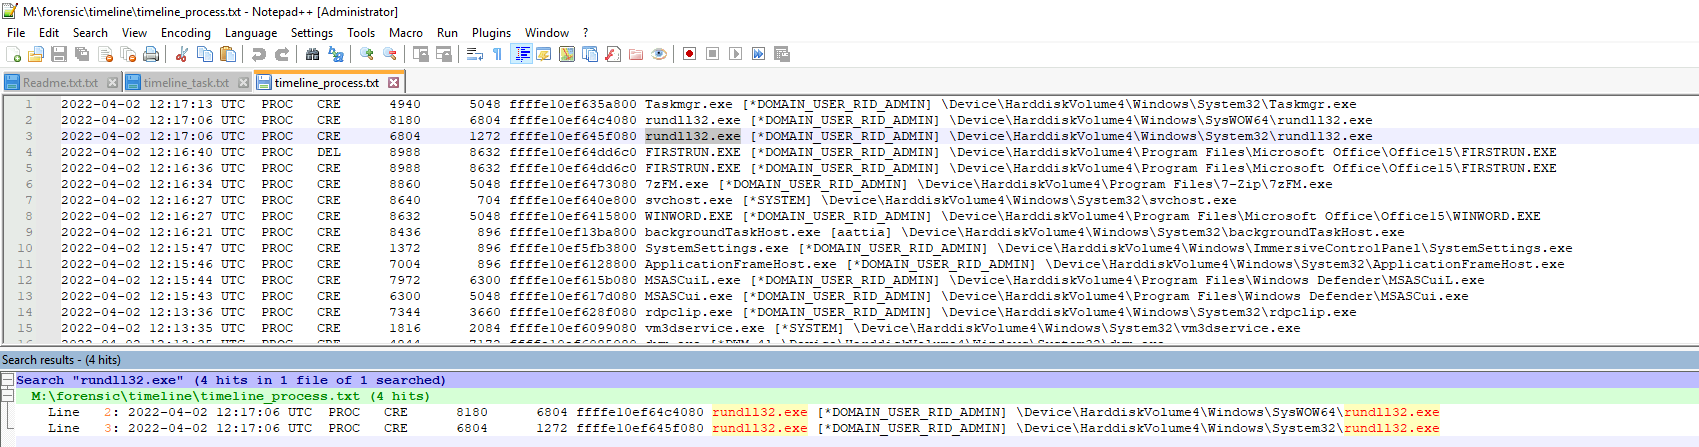 M:\forensic\timeline\timeline_process.txt - Notepad++ [Administrator]
File Edit Search View Encoding Language Settings Tools Macro Run Plugins Window ?
Readme.txt.txt timeline_task.txt timeline_process.txt
1 2022-04-02 12:17:13 UTC PROC CRE 4940 5048 fffffe10ef635a800 Taskmgr.exe [*DOMAIN_USER_RID_ADMIN] \Device\HarddiskVolume4\Windows\System32\Taskmgr.exe
2 2022-04-02 12:17:06 UTC PROC CRE 8180 6804 ffffe10ef64c4080 rundll32.exe [*DOMAIN_USER_RID_ADMIN] \Device\HarddiskVolume4\Windows\SysWOW64\rundll32.exe
3 2022-04-02 12:17:06 UTC PROC CRE 6804 1272 ffffe10ef645f080 rundll32.exe [*DOMAIN_USER_RID_ADMIN] \Device\HarddiskVolume4\Windows\System32\rundll32.exe
4 2022-04-02 12:16:40 UTC PROC DEL 8988 8632 ffffe10ef64dd6c0 FIRSTRUN.EXE [*DOMAIN_USER_RID_ADMIN] \Device\HarddiskVolume4\Program Files\Microsoft Office\Office15\FIRSTRUN.EXE
5 2022-04-02 12:16:36 UTC PROC CRE 8988 8632 ffffe10ef64dd6c0 FIRSTRUN.EXE [*DOMAIN_USER_RID_ADMIN] \Device\HarddiskVolume4\Program Files\Microsoft Office\Office15\FIRSTRUN.EXE
6 2022-04-02 12:16:34 UTC PROC CRE 8860 5048 ffffe10ef6473080 7zFM.exe [*DOMAIN_USER_RID_ADMIN] \Device\HarddiskVolume4\Program Files\7-Zip\7zFM.exe
7 2022-04-02 12:16:27 UTC PROC CRE 8640 704 ffffe10ef640e800 svchost.exe [*SYSTEM] \Device\HarddiskVolume4\Windows\System32\svchost.exe
8 2022-04-02 12:16:27 UTC PROC CRE 8632 5048 ffffe10ef6415800 WINWORD.EXE [*DOMAIN_USER_RID_ADMIN] \Device\HarddiskVolume4\Program Files\Microsoft Office\Office15\WINWORD.EXE
9 2022-04-02 12:16:21 UTC PROC CRE 8436 896 ffffe10ef13ba800 backgroundTaskHost.exe [aattia] \Device\HarddiskVolume4\Windows\System32\backgroundTaskHost.exe
10 2022-04-02 12:15:47 UTC PROC CRE 1372 896 ffffe10ef5fb3800 SystemSettings.exe [*DOMAIN_USER_RID_ADMIN] \Device\HarddiskVolume4\Windows\ImmersiveControlPanel\SystemSettings.exe
11 2022-04-02 12:15:46 UTC PROC CRE 7004 896 ffffe10ef6128800 ApplicationFrameHost.exe [*DOMAIN_USER_RID_ADMIN] \Device\HarddiskVolume4\Windows\System32\ApplicationFrameHost.exe
12 2022-04-02 12:15:44 UTC PROC CRE 7972 6300 ffffe10ef615b080 MSASCuiL.exe [*DOMAIN_USER_RID_ADMIN] \Device\HarddiskVolume4\Program Files\Windows Defender\MSASCuiL.exe
13 2022-04-02 12:15:43 UTC PROC CRE 6300 5048 ffffe10ef617d080 MSASCui.exe [*DOMAIN_USER_RID_ADMIN] \Device\HarddiskVolume4\Program Files\Windows Defender\MSASCui.exe
14 2022-04-02 12:13:36 UTC PROC CRE 7344 3660 ffffe10ef628f080 rdpclip.exe [*DOMAIN_USER_RID_ADMIN] \Device\HarddiskVolume4\Windows\System32\rdpclip.exe
15 2022-04-02 12:13:35 UTC PROC CRE 1816 2084 ffffe10ef6099080 vm3dservice.exe [*SYSTEM] \Device\HarddiskVolume4\Windows\System32\vm3dservice.exe
Search results - (4 hits)
Search "rundll32.exe" (4 hits in 1 file of 1 searched)
M:\forensic\timeline\timeline_process.txt (4 hits)
Line 2: 2022-04-02 12:17:06 UTC PROC CRE 8180 6804 ffffe10ef64c4080 rundll32.exe [*DOMAIN_USER_RID_ADMIN] \Device\HarddiskVolume4\Windows\SysWOW64\rundll32.exe
Line 3: 2022-04-02 12:17:06 UTC PROC CRE 6804 1272 ffffe10ef645f080 rundll32.exe [*DOMAIN_USER_RID_ADMIN] \Device\HarddiskVolume4\Windows\System32\rundll32.exe